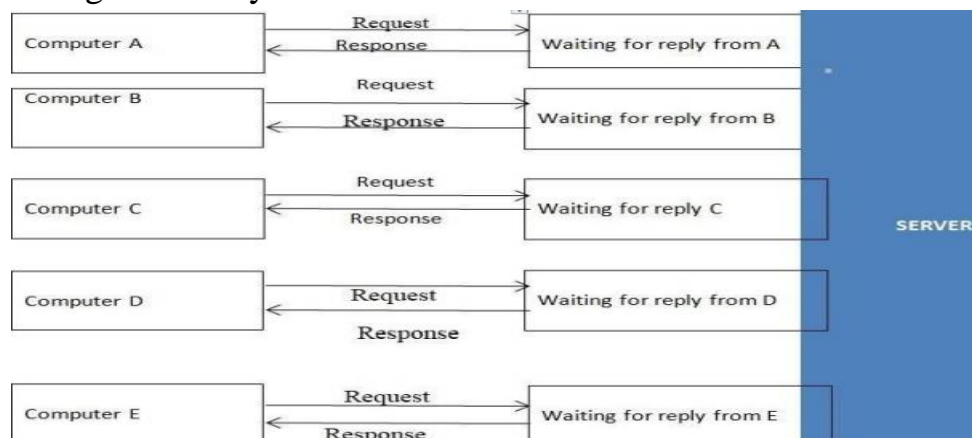 Request
Computer A
Response
Waiting for reply from A
Request
Computer B
Response
Waiting for reply from B
Request
Computer C
Response
Waiting for reply C
SERVER
Computer D
Request
Waiting for reply from D
Response
Request
Computer E
Waiting for reply from E
Response